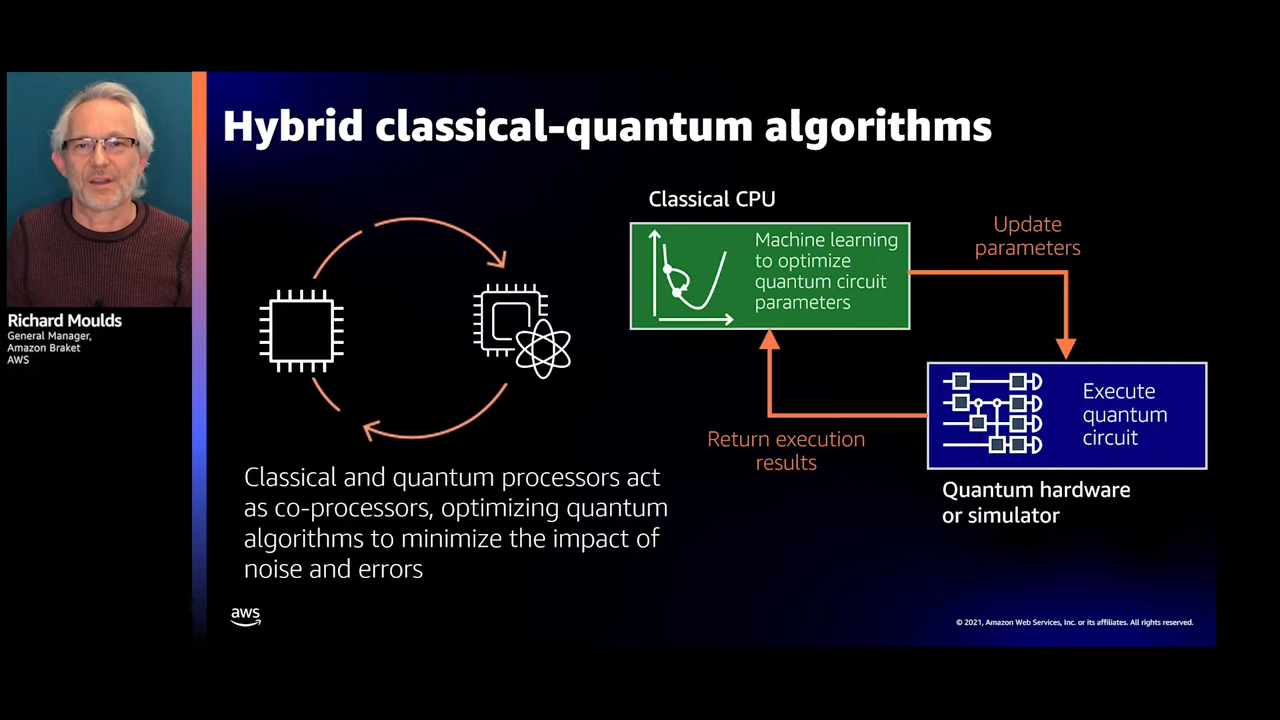 Hybrid classical-quantum algorithms
Richard Moulds
General Manager,
Amazon Braket
AWS
Classical and quantum processors act
as co-processors, optimizing quantum
algorithms to minimize the impact of
noise and errors
Classical CPU
Machine learning
to optimize
quantum circuit
parameters
Update
parameters
Return execution
results
Execute
quantum
circuit
Quantum hardware
or simulator
aws
© 2021, Amazon Web Services, Inc. or its affiliates. All rights reserved.